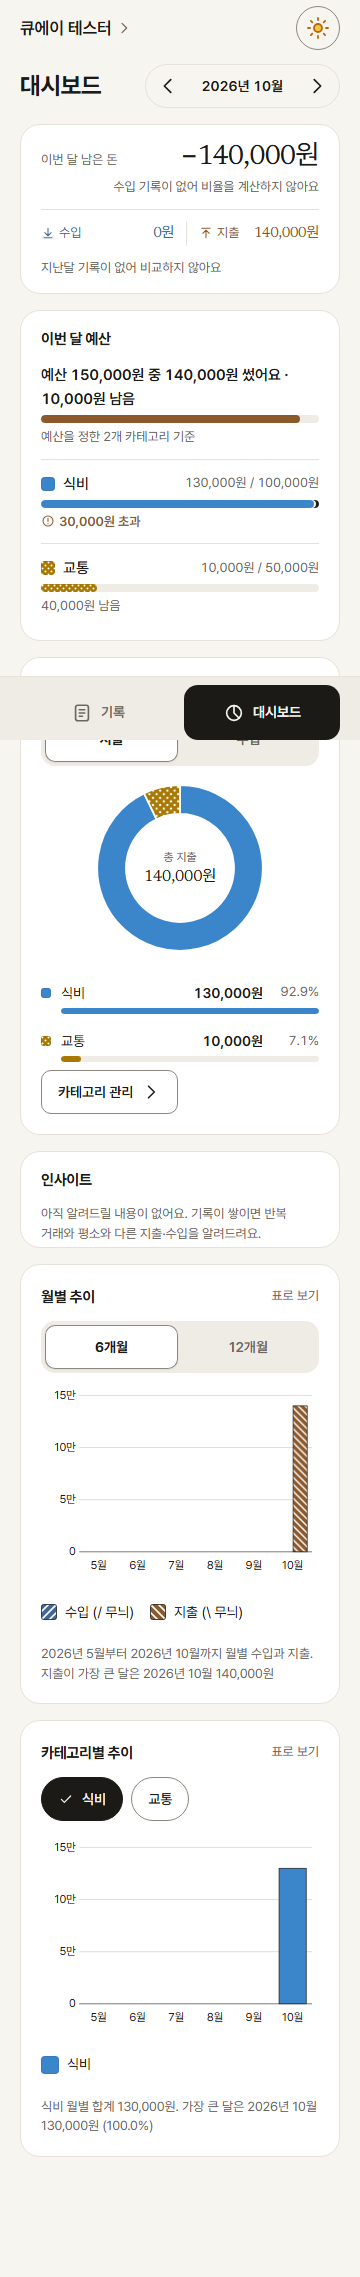 큐에이 테스터
대시보드
2026년 10월
이번 달 남은 돈
−140,000원
수입 기록이 없어 비율을 계산하지 않아요
수입
0원
지출
140,000원
지난달 기록이 없어 비교하지 않아요
이번 달 예산
예산 150,000원 중 140,000원 썼어요 ·
10,000원 남음
예산을 정한 2개 카테고리 기준
식비
130,000원 / 100,000원
30,000원 초과
교통
10,000원 / 50,000원
40,000원 남음
기록
대시보드
총 지출
140,000원
식비
130,000원
92.9%
교통
10,000원
7.1%
카테고리 관리
인사이트
아직 알려드릴 내용이 없어요. 기록이 쌓이면 반복
거래와 평소와 다른 지출·수입을 알려드려요.
월별 추이
표로 보기
6개월
12개월
15만
10만
5만
0
5월
6월
7월
8월
9월
10월
수입 (/ 무늬)
지출 (\ 무늬)
2026년 5월부터 2026년 10월까지 월별 수입과 지출.
지출이 가장 큰 달은 2026년 10월 140,000원
카테고리별 추이
표로 보기
식비
교통
15만
10만
5만
0
5월
6월
7월
8월
9월
10월
식비
식비 월별 합계 130,000원. 가장 큰 달은 2026년 10월
130,000원 (100.0%)